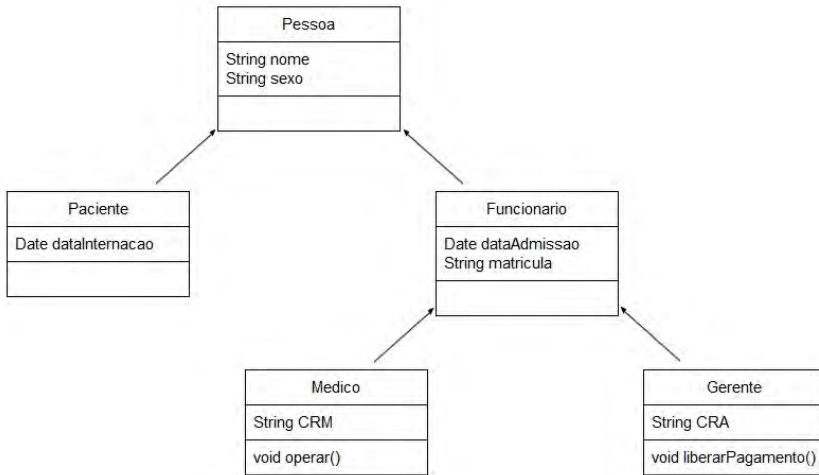 Pessoa
String nome
String sexo
Paciente
Date dataInternacao
Funcionario
Date dataAdmissao
String matricula
Medico
String CRM
void operar()
Gerente
String CRA
void liberarPagamento()